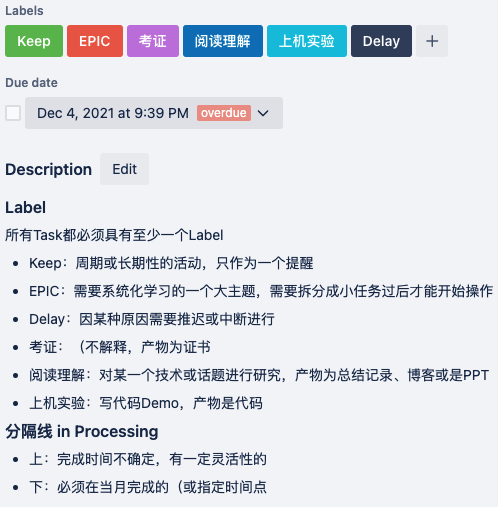 Labels
Keep EPIC 考证 阅读理解 上机实验 Delay +
Due date
Dec 4, 2021 at 9:39 PM overdue
Description Edit
Label
所有Task都必须具有至少一个Label
• Keep：周期或长期性的活动，只作为一个提醒
• EPIC：需要系统化学习的一个大主题，需要拆分成小任务过后才能开始操作
• Delay：因某种原因需要推迟或中断进行
• 考证：（不解释，产物为证书
• 阅读理解：对某一个技术或话题进行研究，产物为总结记录、博客或是PPT
• 上机实验：写代码Demo，产物是代码
分隔线 in Processing
• 上：完成时间不确定，有一定灵活性的
• 下：必须在当月完成的（或指定时间点